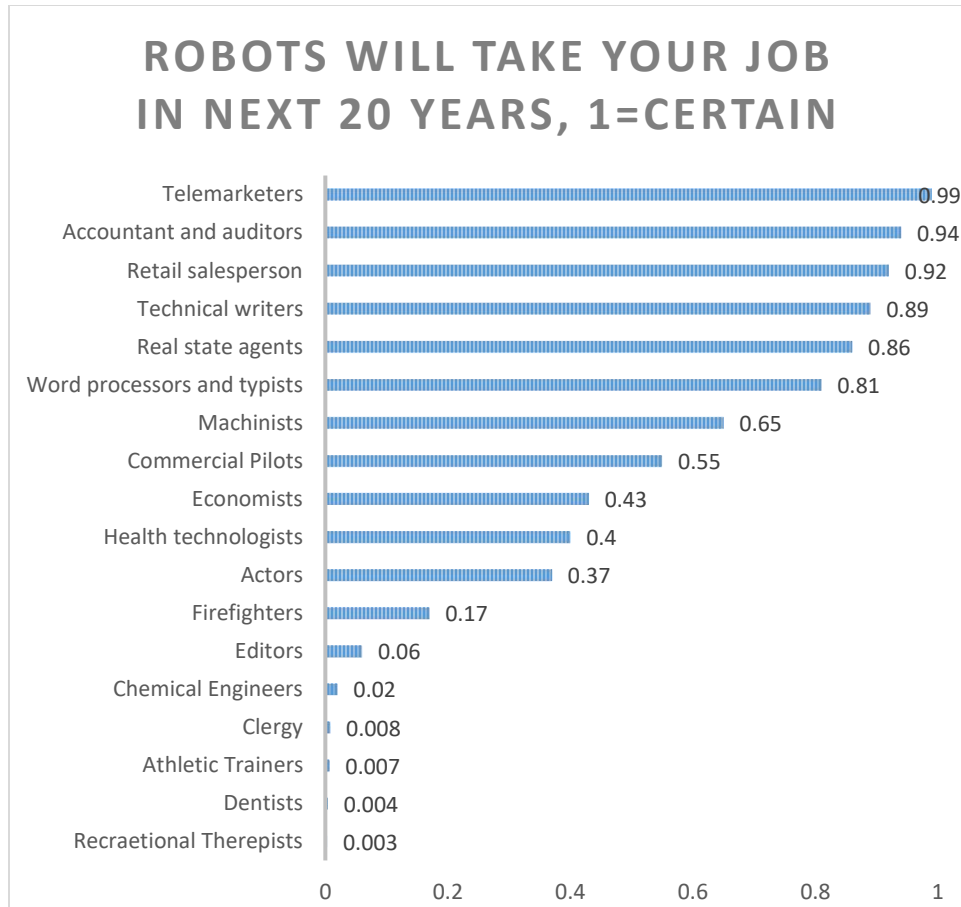 ROBOTS WILL TAKE YOUR JOB
IN NEXT 20 YEARS, 1=CERTAIN
Telemarketers 0.99
Accountant and auditors 0.94
Retail salesperson 0.92
Technical writers 0.89
Real state agents 0.86
Word processors and typists 0.81
Machinists 0.65
Commercial Pilots 0.55
Economists 0.43
Health technologists 0.4
Actors 0.37
Firefighters 0.17
Editors 0.06
Chemical Engineers 0.02
Clergy 0.008
Athletic Trainers 0.007
Dentists 0.004
Recraetional Therepists 0.003
0 0.2 0.4 0.6 0.8 1